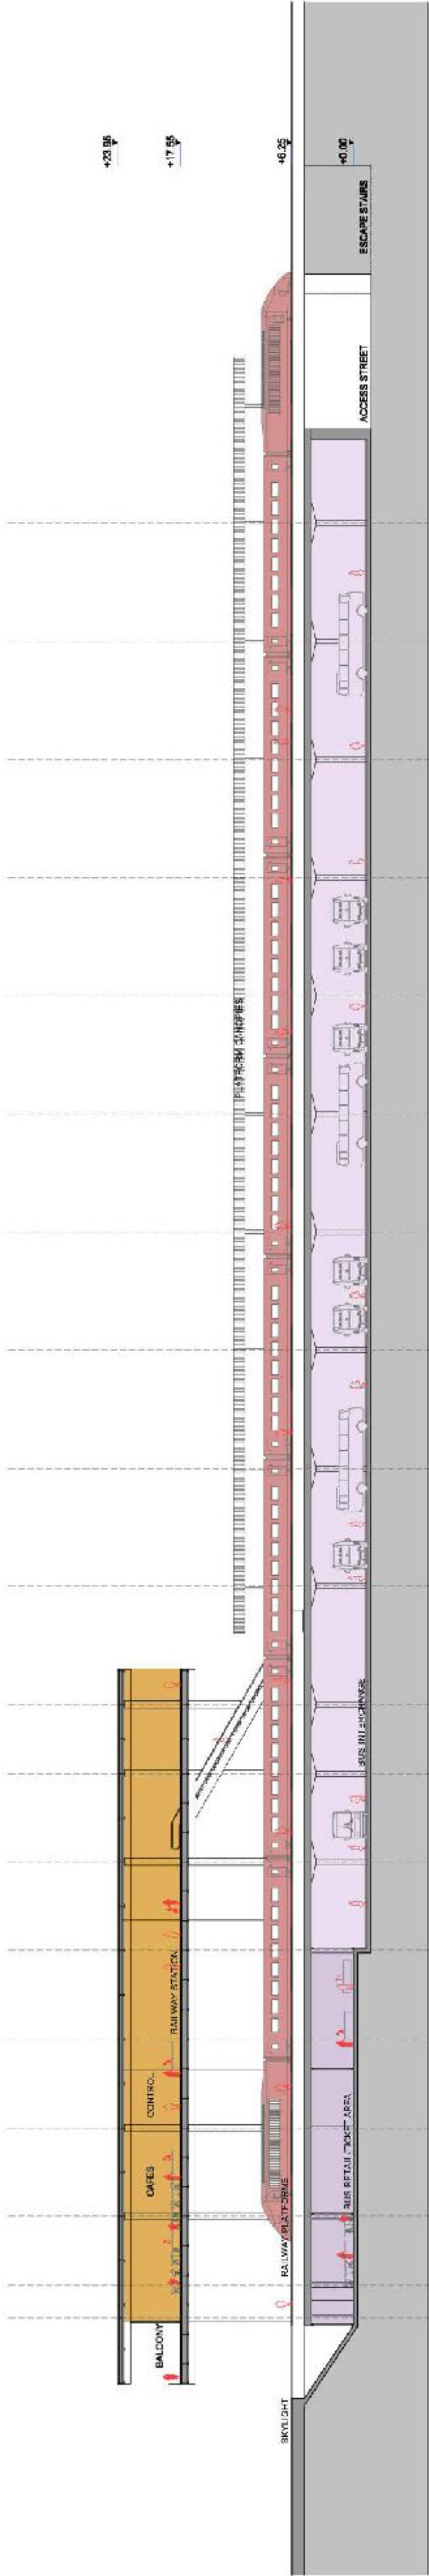 +23.95
+17.55
+6.25
+0.00
ESCAPE STAIRS
ACCESS STREET
PLATFORM CANOPIES
BUS INTERCHANGE
RAILWAY STATION
CONTROL
CAFES
BUS RETAIL/TICKET AREA
RAILWAY PLATFORMS
BALCONY
SKYLIGHT